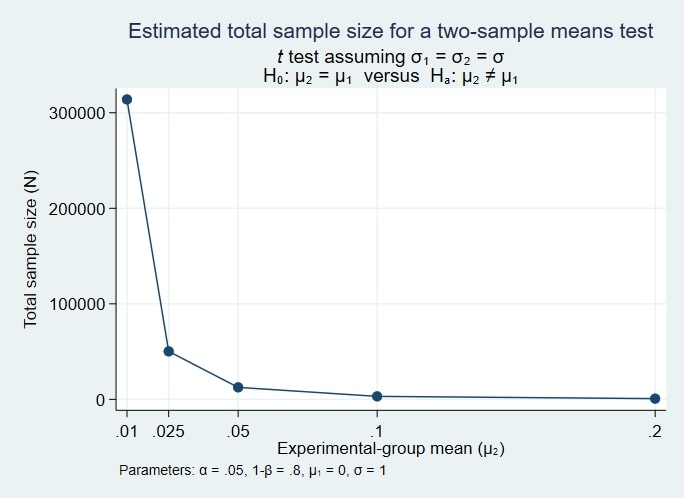 Estimated total sample size for a two-sample means test
t test assuming σ₁ = σ₂ = σ
H₀: μ₂ = μ₁ versus Hₐ: μ₂ ≠ μ₁
Total sample size (N)
300000
200000
100000
0
.01 .025 .05 .1 .2
Experimental-group mean (μ₂)
Parameters: α = .05, 1-β = .8, μ₁ = 0, σ = 1